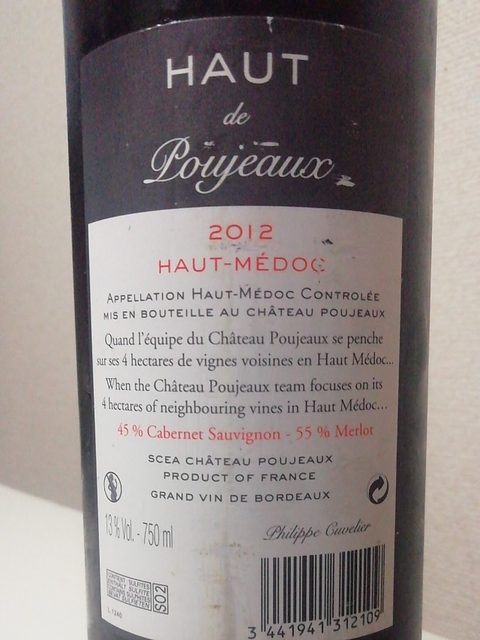 HAUT
de
Poujeaux
2012
HAUT-MÉDOC
APPELLATION HAUT-MÉDOC CONTROLÉE
MIS EN BOUTEILLE AU CHÂTEAU POUJEAUX
Quand l'équipe du Château Poujeaux se penche
sur ses 4 hectares de vignes voisines en Haut Médoc...
When the Château Poujeaux team focuses on its
4 hectares of neighbouring vines in Haut Médoc...
45 % Cabernet Sauvignon - 55 % Merlot
SCEA CHÂTEAU POUJEAUX
PRODUCT OF FRANCE
GRAND VIN DE BORDEAUX
Philippe Cuvelier
13 % Vol. - 750 ml
SO2
3 441941 312109